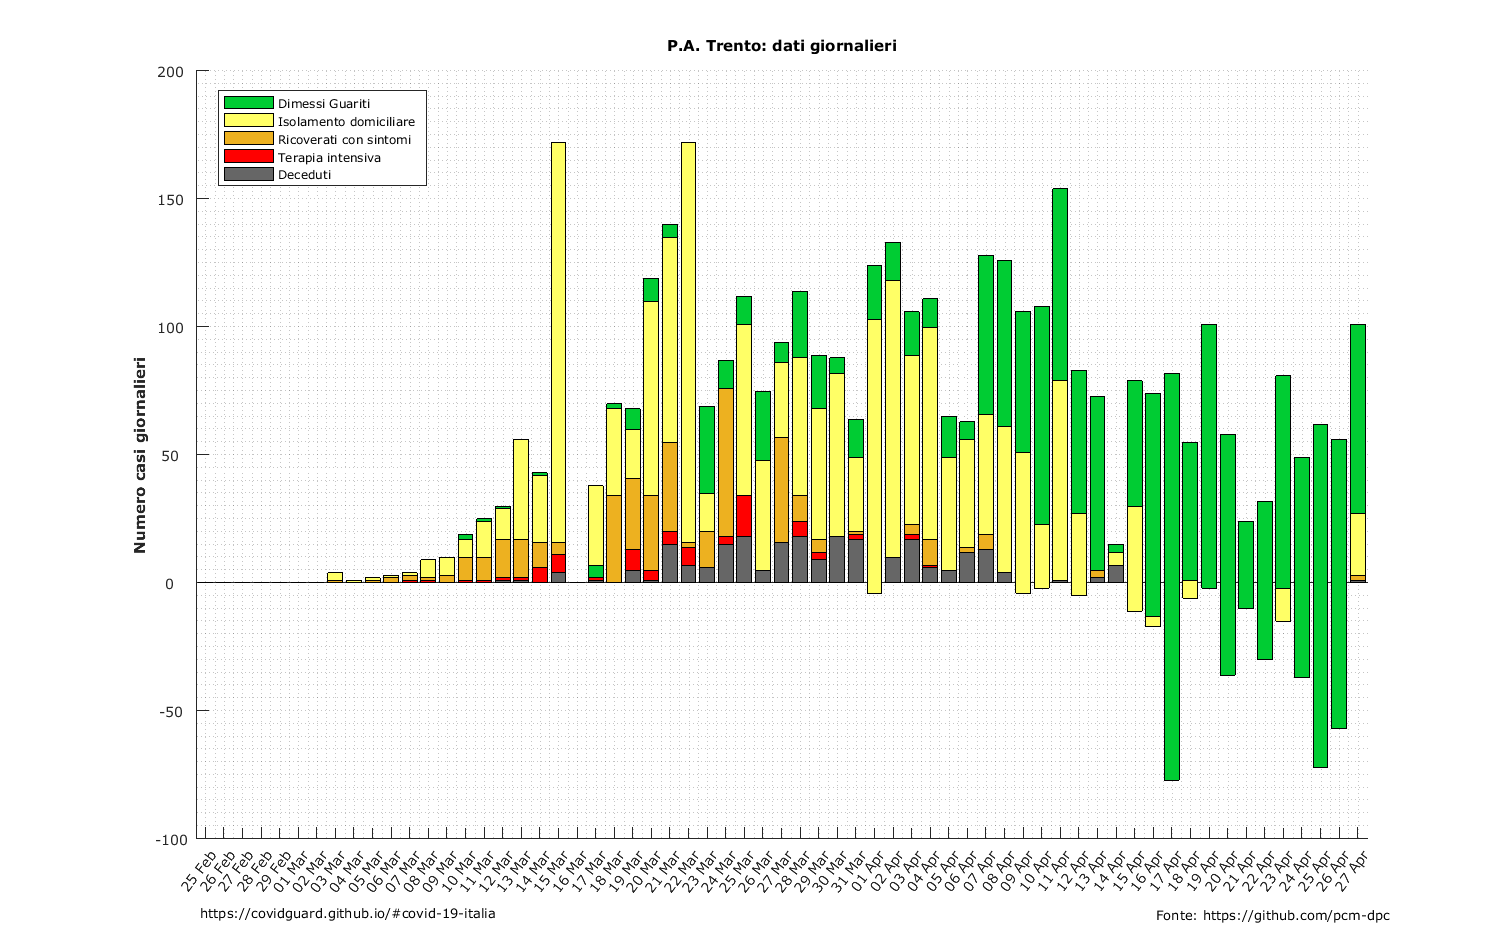 P.A. Trento: dati giornalieri
200
150
100
50
0
-50
-100
Numero casi giornalieri
Dimessi Guariti
Isolamento domiciliare
Ricoverati con sintomi
Terapia intensiva
Deceduti
25 Feb
26 Feb
27 Feb
28 Feb
29 Feb
01 Mar
02 Mar
03 Mar
04 Mar
05 Mar
06 Mar
07 Mar
08 Mar
09 Mar
10 Mar
11 Mar
12 Mar
13 Mar
14 Mar
15 Mar
16 Mar
17 Mar
18 Mar
19 Mar
20 Mar
21 Mar
22 Mar
23 Mar
24 Mar
25 Mar
26 Mar
27 Mar
28 Mar
29 Mar
30 Mar
31 Mar
01 Apr
02 Apr
03 Apr
04 Apr
05 Apr
06 Apr
07 Apr
08 Apr
09 Apr
10 Apr
11 Apr
12 Apr
13 Apr
14 Apr
15 Apr
16 Apr
17 Apr
18 Apr
19 Apr
20 Apr
21 Apr
22 Apr
23 Apr
24 Apr
25 Apr
26 Apr
27 Apr
https://covidguard.github.io/#covid-19-italia
Fonte: https://github.com/pcm-dpc